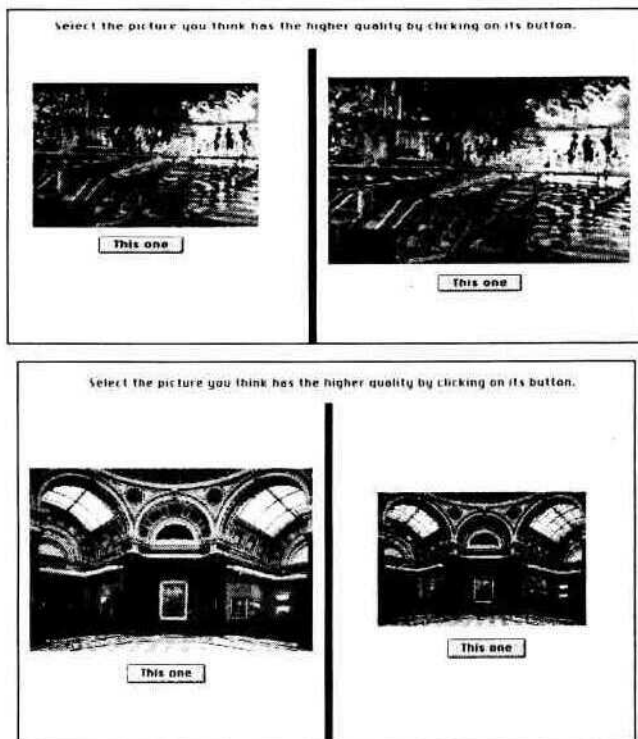 Select the picture you think has the higher quality by clicking on its button.
This one
This one
Select the picture you think has the higher quality by clicking on its button.
This one
This one